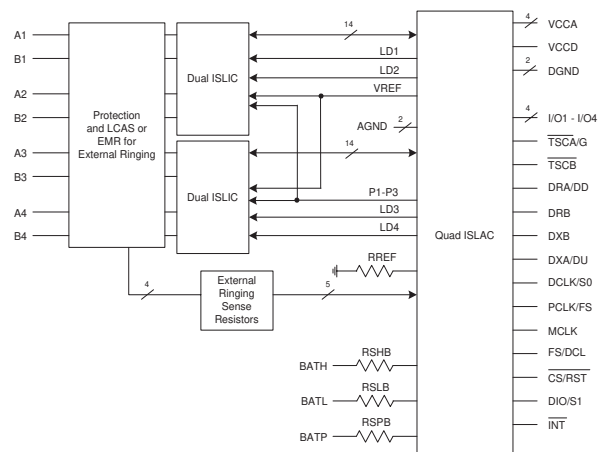 A1
B1
A2
B2
A3
B3
A4
B4
Protection
and LCAS or
EMR for
External Ringing
Dual ISLIC
Dual ISLIC
14
LD1
LD2
VREF
AGND
2
14
P1-P3
LD3
LD4
RREF
4
External
Ringing
Sense
Resistors
5
BATH
RSHB
BATL
RSLB
BATP
RSPB
Quad ISLAC
4
VCCA
VCCD
2
DGND
4
I/O1 - I/O4
TSCA/G
TSCB
DRA/DD
DRB
DXB
DXA/DU
DCLK/S0
PCLK/FS
MCLK
FS/DCL
CS/RST
DIO/S1
INT